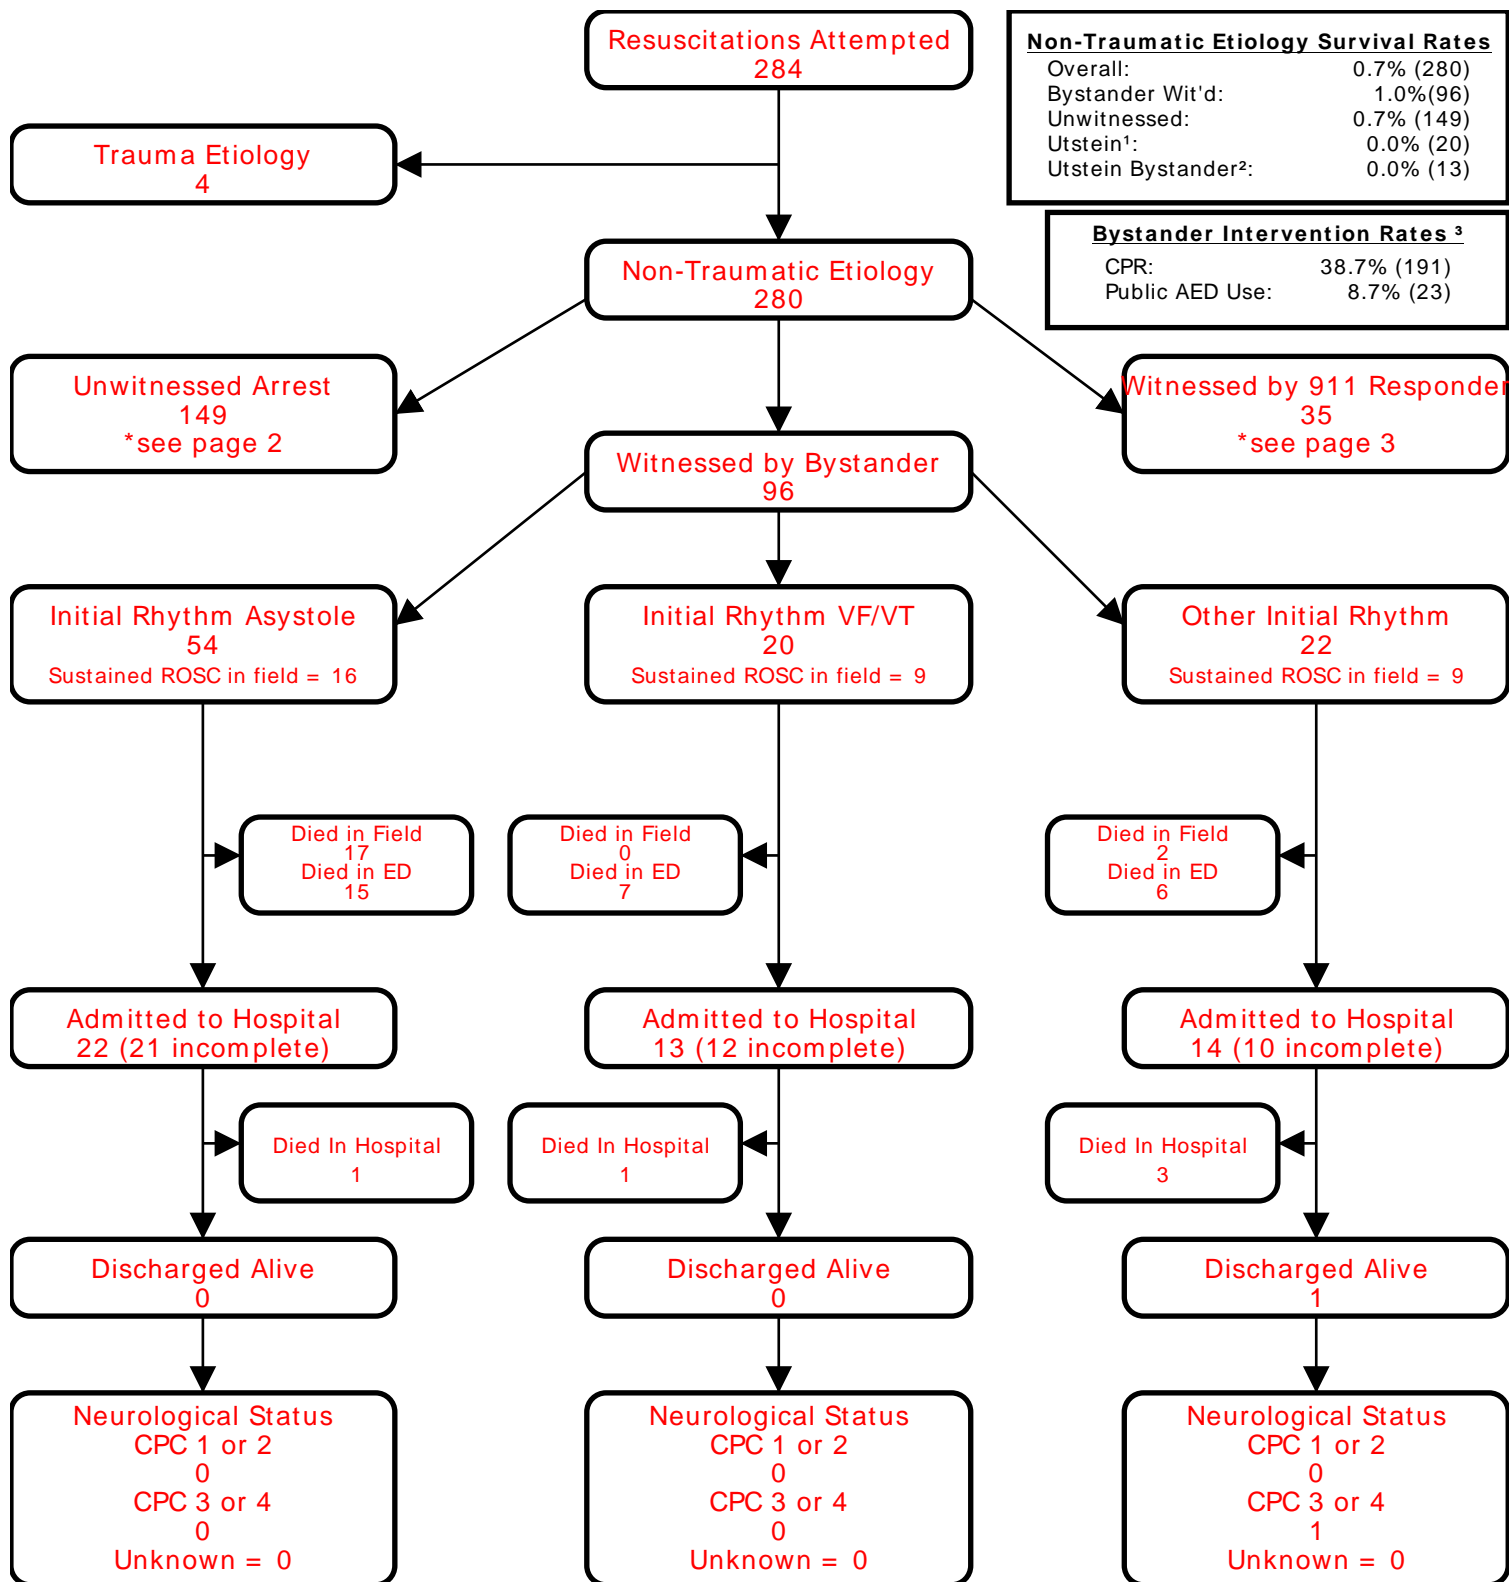 Resuscitations Attempted
284
Non-Traumatic Etiology Survival Rates
Overall: 0.7% (280)
Bystander Wit'd: 1.0%(96)
Unwitnessed: 0.7% (149)
Utstein¹: 0.0% (20)
Utstein Bystander²: 0.0% (13)
Trauma Etiology
4
Bystander Intervention Rates ³
CPR: 38.7% (191)
Public AED Use: 8.7% (23)
Non-Traumatic Etiology
280
Unwitnessed Arrest
149
*see page 2
Witnessed by Bystander
96
Witnessed by 911 Responder
35
*see page 3
Initial Rhythm Asystole
54
Sustained ROSC in field = 16
Initial Rhythm VF/VT
20
Sustained ROSC in field = 9
Other Initial Rhythm
22
Sustained ROSC in field = 9
Died in Field
17
Died in ED
15
Died in Field
0
Died in ED
7
Died in Field
2
Died in ED
6
Admitted to Hospital
22 (21 incomplete)
Admitted to Hospital
13 (12 incomplete)
Admitted to Hospital
14 (10 incomplete)
Died In Hospital
1
Died In Hospital
1
Died In Hospital
3
Discharged Alive
0
Discharged Alive
0
Discharged Alive
1
Neurological Status
CPC 1 or 2
0
CPC 3 or 4
0
Unknown = 0
Neurological Status
CPC 1 or 2
0
CPC 3 or 4
0
Unknown = 0
Neurological Status
CPC 1 or 2
0
CPC 3 or 4
1
Unknown = 0